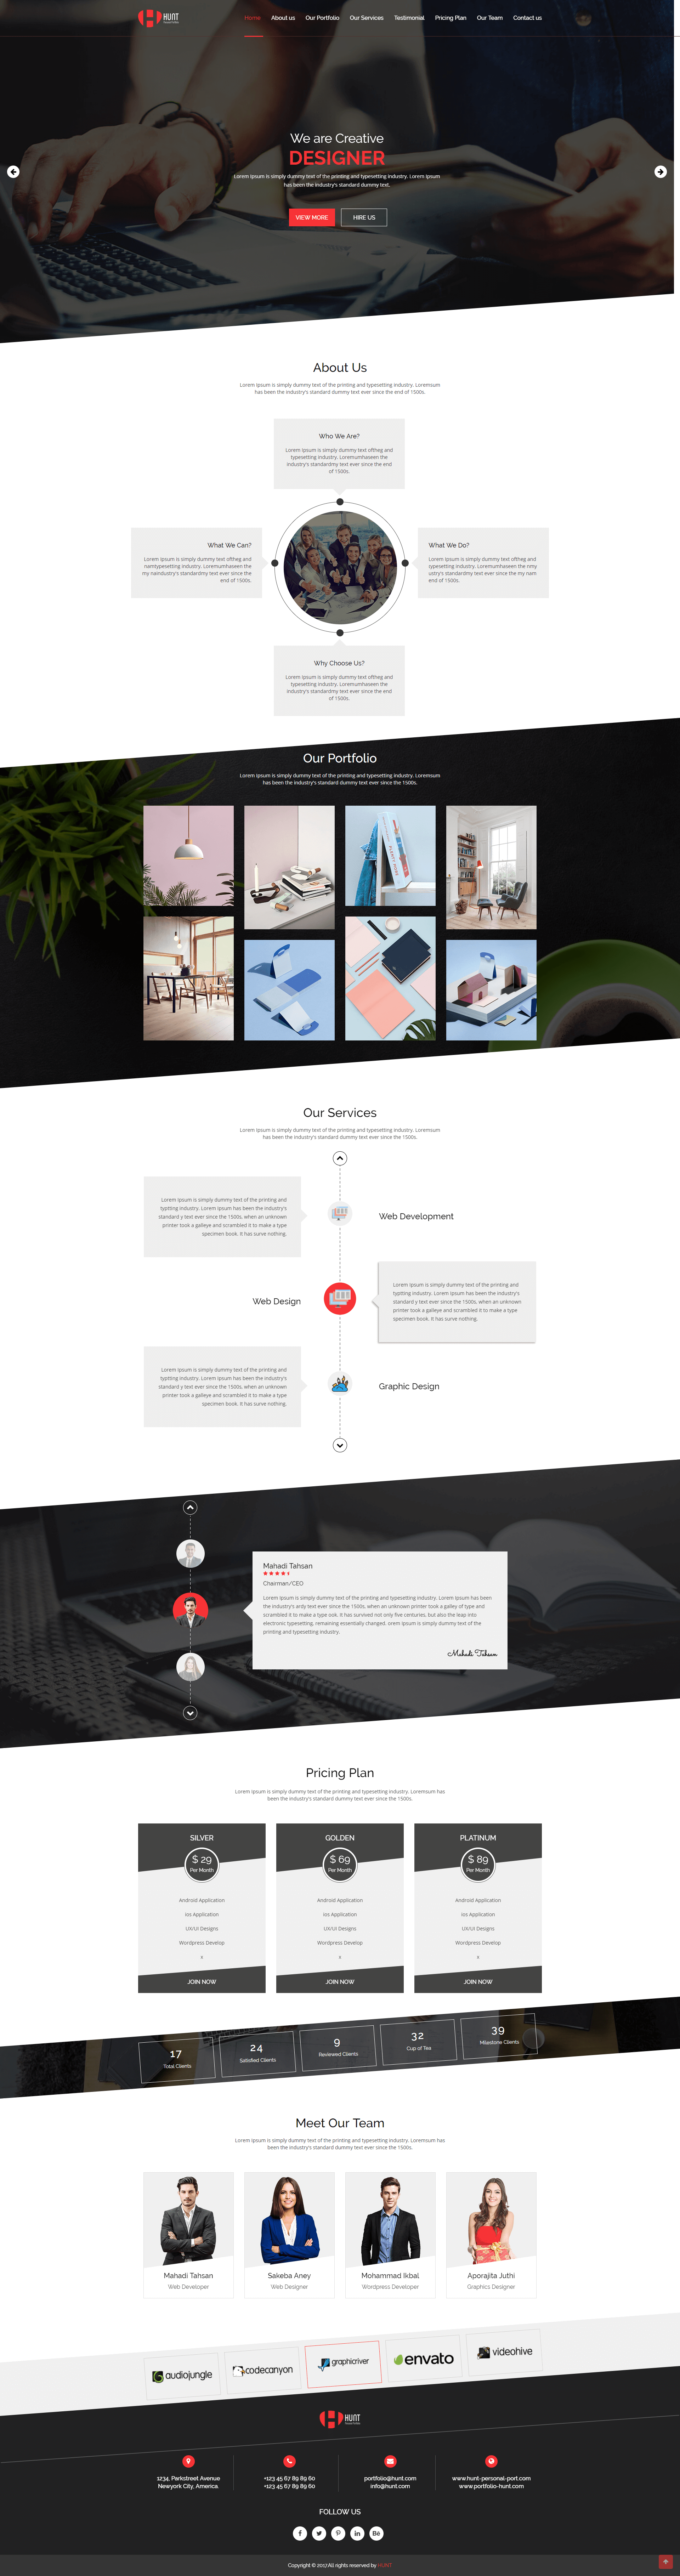 HUNT
Home About us Our Portfolio Our Services Testimonial Pricing Plan Our Team Contact us
We are Creative
DESIGNER
Lorem Ipsum is simply dummy text of the printing and typesetting industry. Lorem Ipsum
has been the industry's standard dummy text.
VIEW MORE HIRE US
About Us
Lorem Ipsum is simply dummy text of the printing and typesetting industry. Loremsum
has been the industry's standard dummy text ever since the end of 1500s.
Who We Are?
Lorem Ipsum is simply dummy text oftheg and
typesetting industry. Loremumhaseen the
industry's standardmy text ever since the end
of 1500s.
What We Can?
Lorem Ipsum is simply dummy text oftheg and
namtypesetting industry. Loremumhaseen the
my naindustry's standardmy text ever since the
end of 1500s.
What We Do?
Lorem Ipsum is simply dummy text oftheg and
ypesetting industry. Loremumhaseen the nmy
ustry's standardmy text ever since the my nam
end of 1500s.
Why Choose Us?
Lorem Ipsum is simply dummy text oftheg and
typesetting industry. Loremumhaseen the
industry's standardmy text ever since the end
of 1500s.
Our Portfolio
Lorem Ipsum is simply dummy text of the printing and typesetting industry. Loremsum
has been the industry's standard dummy text ever since the 1500s.
Our Services
Lorem Ipsum is simply dummy text of the printing and typesetting industry. Loremsum
has been the industry's standard dummy text ever since the 1500s.
Lorem Ipsum is simply dummy text of the printing and
typtting industry. Lorem Ipsum has been the industry's
standard y text ever since the 1500s, when an unknown
printer took a galleye and scrambled it to make a type
specimen book. It has surve nothing.
Web Development
Web Design
Lorem Ipsum is simply dummy text of the printing and
typtting industry. Lorem Ipsum has been the industry's
standard y text ever since the 1500s, when an unknown
printer took a galleye and scrambled it to make a type
specimen book. It has surve nothing.
Lorem Ipsum is simply dummy text of the printing and
typtting industry. Lorem Ipsum has been the industry's
standard y text ever since the 1500s, when an unknown
printer took a galleye and scrambled it to make a type
specimen book. It has surve nothing.
Graphic Design
Mahadi Tahsan
Chairman/CEO
Lorem Ipsum is simply dummy text of the printing and typesetting industry. Lorem Ipsum has been
the industry's ardly text ever since the 1500s, when an unknown printer took a galley of type and
scrambled it to make a type ook. It has survived not only five centuries, but also the leap into
electronic typesetting, remaining essentially changed. orem Ipsum is simply dummy text of the
printing and typesetting industry.
Mahadi Tahsan
Pricing Plan
Lorem Ipsum is simply dummy text of the printing and typesetting industry. Loremsum has
been the industry's standard dummy text ever since the 1500s.
SILVER
$ 29
Per Month
Android Application
Ios Application
UX/UI Designs
Wordpress Develop
x
JOIN NOW
GOLDEN
$ 69
Per Month
Android Application
Ios Application
UX/UI Designs
Wordpress Develop
x
JOIN NOW
PLATINUM
$ 89
Per Month
Android Application
Ios Application
UX/UI Designs
Wordpress Develop
x
JOIN NOW
17
Total Clients
24
Satisfied Clients
9
Reviewed Clients
32
Cup of Tea
39
Milestone Clients
Meet Our Team
Lorem Ipsum is simply dummy text of the printing and typesetting industry. Loremsum has
been the industry's standard dummy text ever since the 1500s.
Mahadi Tahsan
Web Developer
Sakeba Aney
Web Designer
Mohammad Ikbal
Wordpress Developer
Aporajita Juthi
Graphics Designer
audiojungle
codecanyon
graphicriver
envato
videohive
HUNT
1234, Parkstreet Avenue
Newyork City, America.
+123 45 67 89 89 60
+123 45 67 89 89 60
portfolio@hunt.com
info@hunt.com
www.hunt-personal-port.com
www.portfolio-hunt.com
FOLLOW US
Copyright © 2017 All rights reserved by HUNT